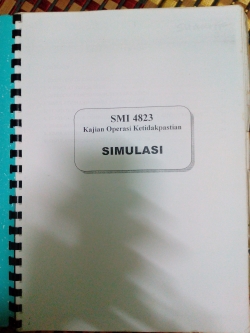 SMI 4823
Kajian Operasi Ketidakpastian
SIMULASI